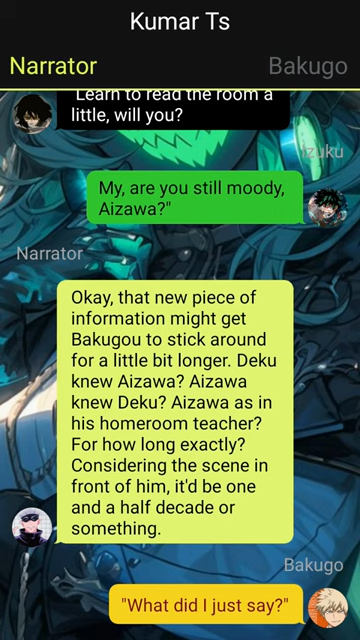 Kumar Ts
Narrator
Bakugo
Learn to read the room a
little, will you?
Izuku
My, are you still moody,
Aizawa?"
Narrator
Okay, that new piece of
information might get
Bakugou to stick around
for a little bit longer. Deku
knew Aizawa? Aizawa
knew Deku? Aizawa as in
his homeroom teacher?
For how long exactly?
Considering the scene in
front of him, it'd be one
and a half decade or
something.
Bakugo
"What did I just say?"